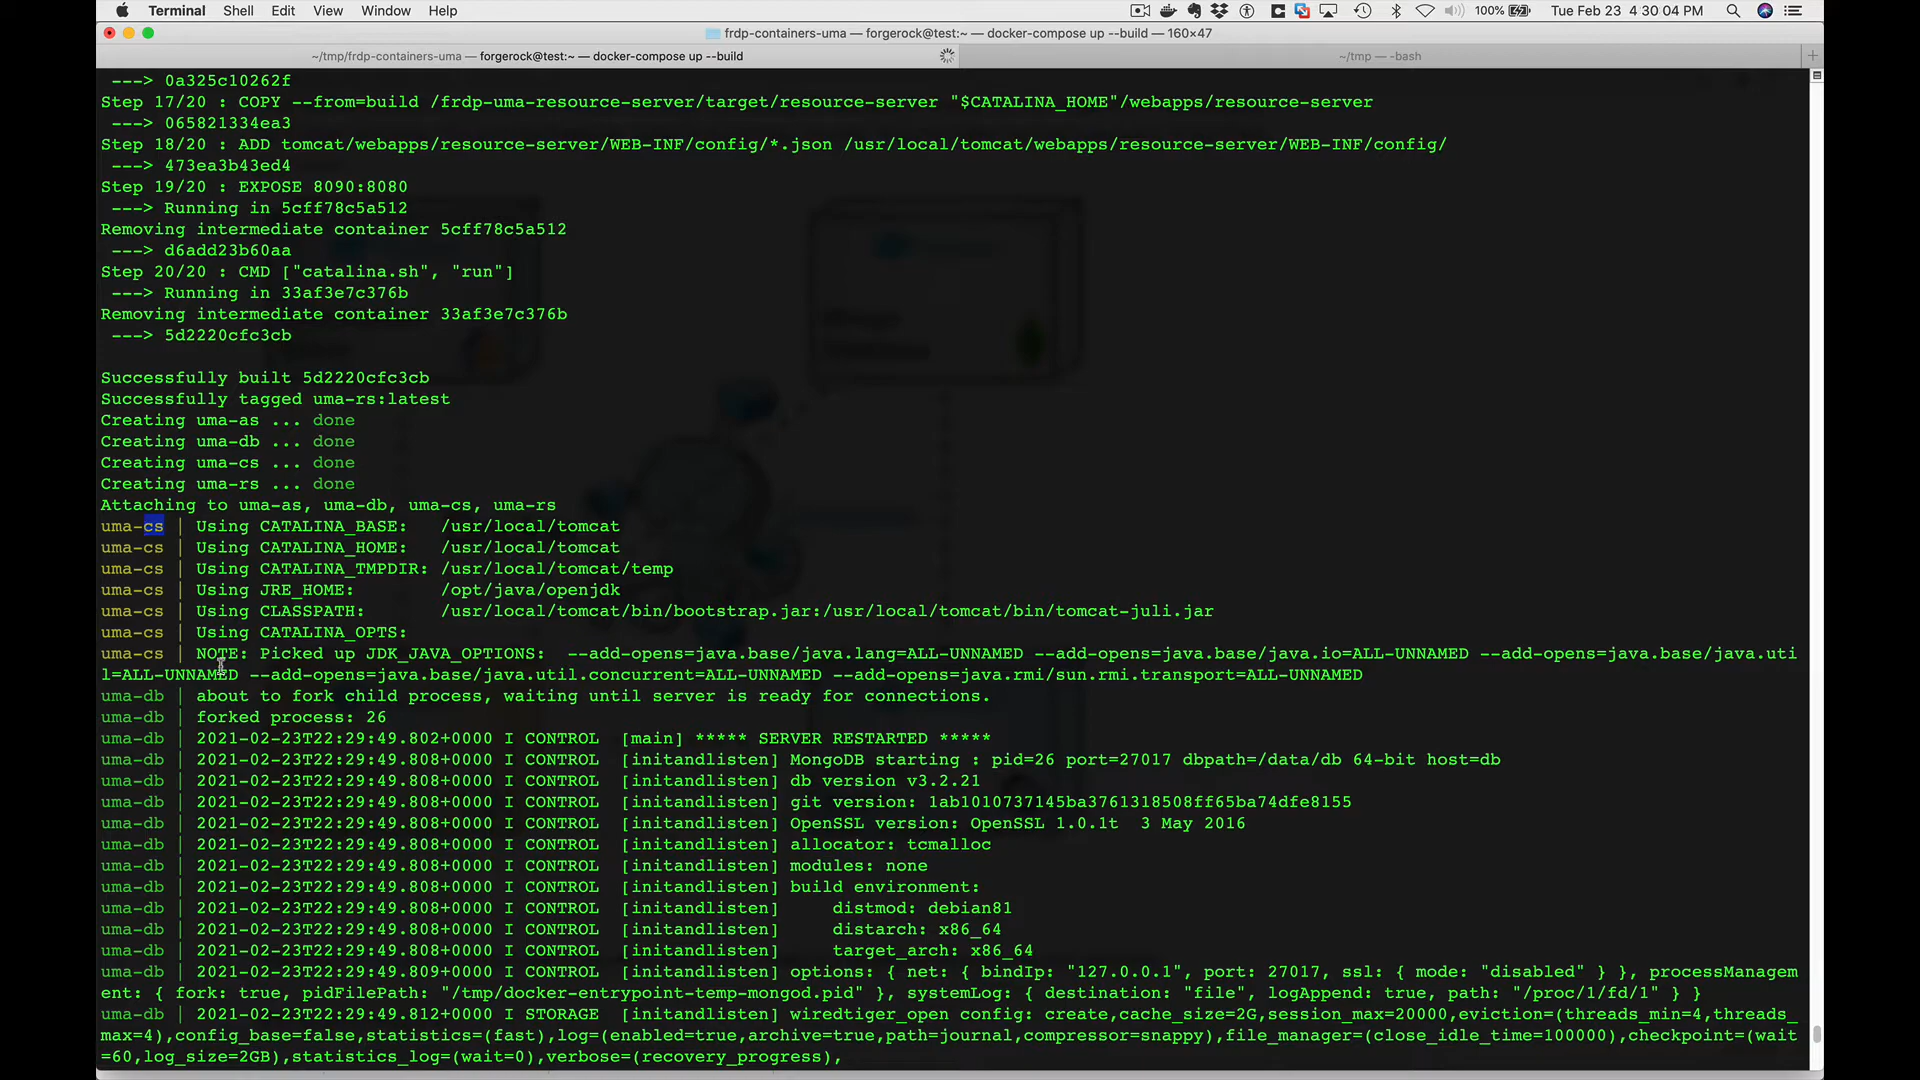 Terminal Shell Edit View Window Help 100% Tue Feb 23 4:30:04 PM
frdp-containers-uma — forgerock@test:~ — docker-compose up --build — 160×47
~/tmp/frdp-containers-uma — forgerock@test:~ — docker-compose up --build ~/tmp — -bash
---> 0a325c10262f
Step 17/20 : COPY --from=build /frdp-uma-resource-server/target/resource-server "$CATALINA_HOME"/webapps/resource-server
---> 065821334ea3
Step 18/20 : ADD tomcat/webapps/resource-server/WEB-INF/config/*.json /usr/local/tomcat/webapps/resource-server/WEB-INF/config/
---> 473ea3b43ed4
Step 19/20 : EXPOSE 8090:8080
---> Running in 5cff78c5a512
Removing intermediate container 5cff78c5a512
---> d6add23b60aa
Step 20/20 : CMD ["catalina.sh", "run"]
---> Running in 33af3e7c376b
Removing intermediate container 33af3e7c376b
---> 5d2220cfc3cb
Successfully built 5d2220cfc3cb
Successfully tagged uma-rs:latest
Creating uma-as ... done
Creating uma-db ... done
Creating uma-cs ... done
Creating uma-rs ... done
Attaching to uma-as, uma-db, uma-cs, uma-rs
uma-cs | Using CATALINA_BASE: /usr/local/tomcat
uma-cs | Using CATALINA_HOME: /usr/local/tomcat
uma-cs | Using CATALINA_TMPDIR: /usr/local/tomcat/temp
uma-cs | Using JRE_HOME: /opt/java/openjdk
uma-cs | Using CLASSPATH: /usr/local/tomcat/bin/bootstrap.jar:/usr/local/tomcat/bin/tomcat-juli.jar
uma-cs | Using CATALINA_OPTS:
uma-cs | NOTE: Picked up JDK_JAVA_OPTIONS: --add-opens=java.base/java.lang=ALL-UNNAMED --add-opens=java.base/java.io=ALL-UNNAMED --add-opens=java.base/java.uti
l=ALL-UNNAMED --add-opens=java.base/java.util.concurrent=ALL-UNNAMED --add-opens=java.rmi/sun.rmi.transport=ALL-UNNAMED
uma-db | about to fork child process, waiting until server is ready for connections.
uma-db | forked process: 26
uma-db | 2021-02-23T22:29:49.802+0000 I CONTROL [main] ***** SERVER RESTARTED *****
uma-db | 2021-02-23T22:29:49.808+0000 I CONTROL [initandlisten] MongoDB starting : pid=26 port=27017 dbpath=/data/db 64-bit host=db
uma-db | 2021-02-23T22:29:49.808+0000 I CONTROL [initandlisten] db version v3.2.21
uma-db | 2021-02-23T22:29:49.808+0000 I CONTROL [initandlisten] git version: 1ab1010737145ba3761318508ff65ba74dfe8155
uma-db | 2021-02-23T22:29:49.808+0000 I CONTROL [initandlisten] OpenSSL version: OpenSSL 1.0.1t 3 May 2016
uma-db | 2021-02-23T22:29:49.808+0000 I CONTROL [initandlisten] allocator: tcmalloc
uma-db | 2021-02-23T22:29:49.808+0000 I CONTROL [initandlisten] modules: none
uma-db | 2021-02-23T22:29:49.808+0000 I CONTROL [initandlisten] build environment:
uma-db | 2021-02-23T22:29:49.808+0000 I CONTROL [initandlisten] distmod: debian81
uma-db | 2021-02-23T22:29:49.808+0000 I CONTROL [initandlisten] distarch: x86_64
uma-db | 2021-02-23T22:29:49.808+0000 I CONTROL [initandlisten] target_arch: x86_64
uma-db | 2021-02-23T22:29:49.809+0000 I CONTROL [initandlisten] options: { net: { bindIp: "127.0.0.1", port: 27017, ssl: { mode: "disabled" } }, processManagem
ent: { fork: true, pidFilePath: "/tmp/docker-entrypoint-temp-mongod.pid" }, systemLog: { destination: "file", logAppend: true, path: "/proc/1/fd/1" } }
uma-db | 2021-02-23T22:29:49.812+0000 I STORAGE [initandlisten] wiredtiger_open config: create,cache_size=2G,session_max=20000,eviction=(threads_min=4,threads_
max=4),config_base=false,statistics=(fast),log=(enabled=true,archive=true,path=journal,compressor=snappy),file_manager=(close_idle_time=100000),checkpoint=(wait
=60,log_size=2GB),statistics_log=(wait=0),verbose=(recovery_progress),